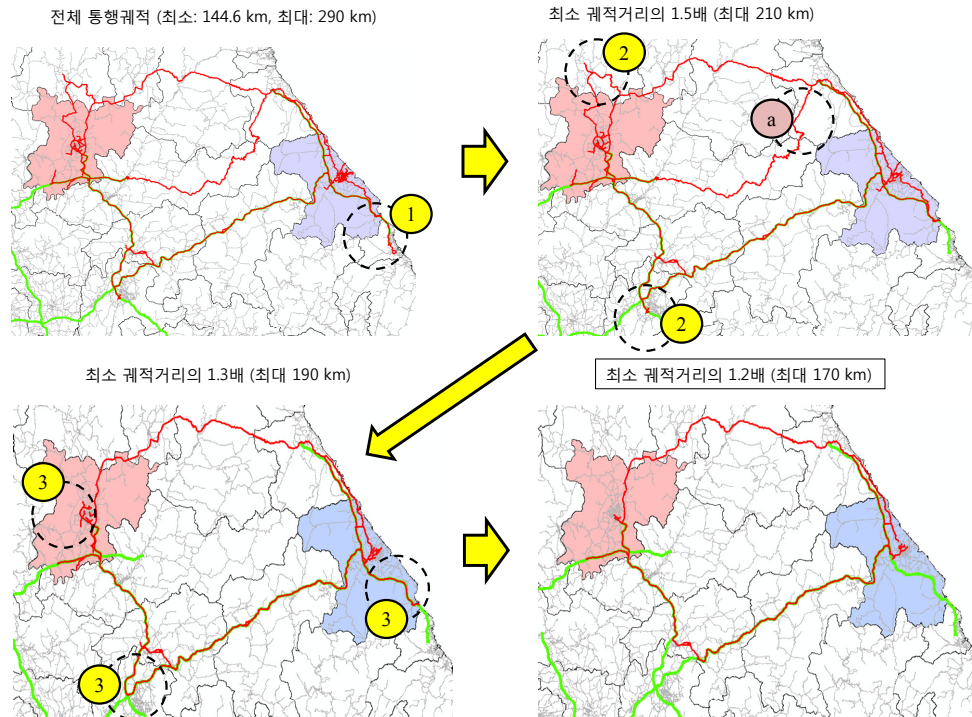 전체 통행궤적 (최소: 144.6 km, 최대: 290 km)
1
최소 궤적거리의 1.5배 (최대 210 km)
2
a
2
최소 궤적거리의 1.3배 (최대 190 km)
3
3
3
최소 궤적거리의 1.2배 (최대 170 km)